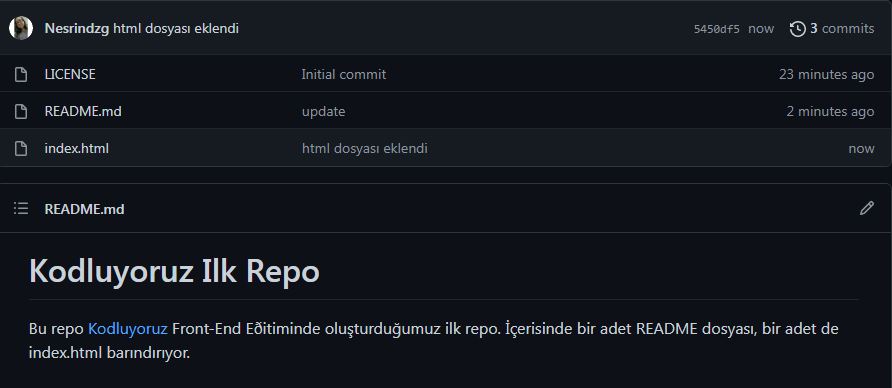 Nesrindzg html dosyası eklendi 5450df5 now 3 commits
LICENSE Initial commit 23 minutes ago
README.md update 2 minutes ago
index.html html dosyası eklendi now
README.md
Kodluyoruz Ilk Repo
Bu repo Kodluyoruz Front-End Eðitiminde oluşturduğumuz ilk repo. İçerisinde bir adet README dosyası, bir adet de
index.html barındırıyor.